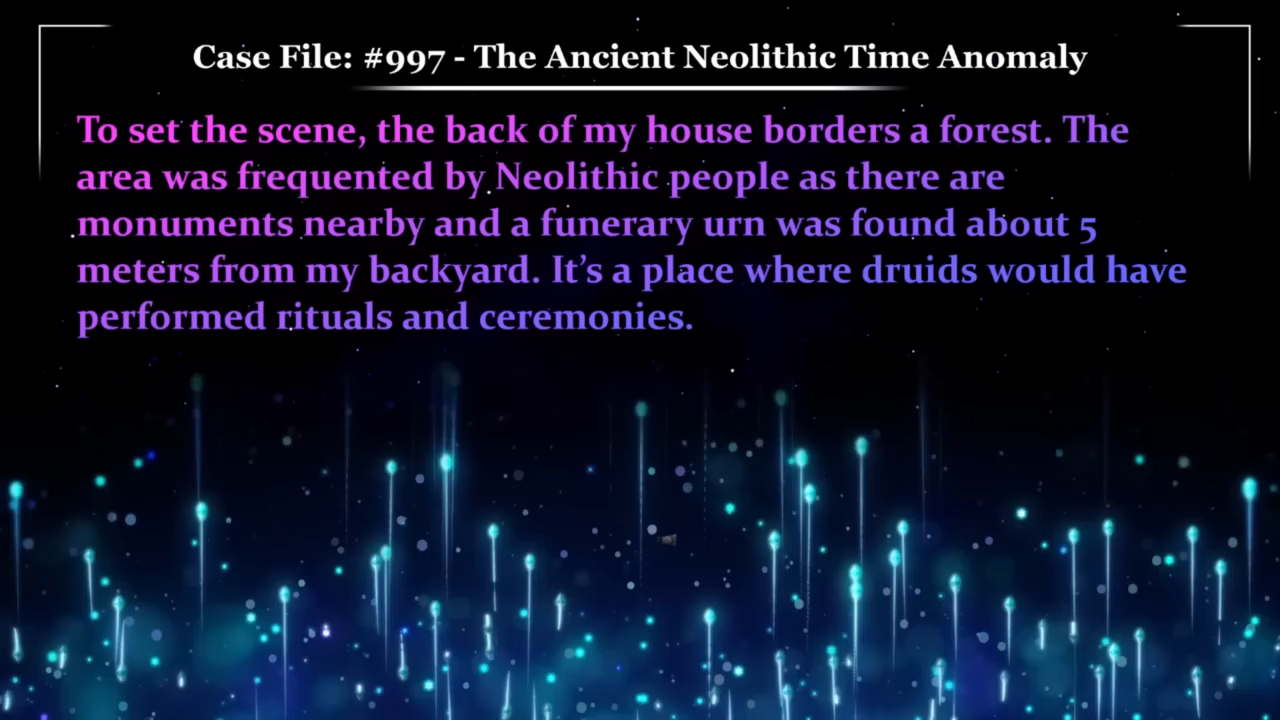 Case File: #997 - The Ancient Neolithic Time Anomaly
To set the scene, the back of my house borders a forest. The
area was frequented by Neolithic people as there are
monuments nearby and a funerary urn was found about 5
meters from my backyard. It’s a place where druids would have
performed rituals and ceremonies.